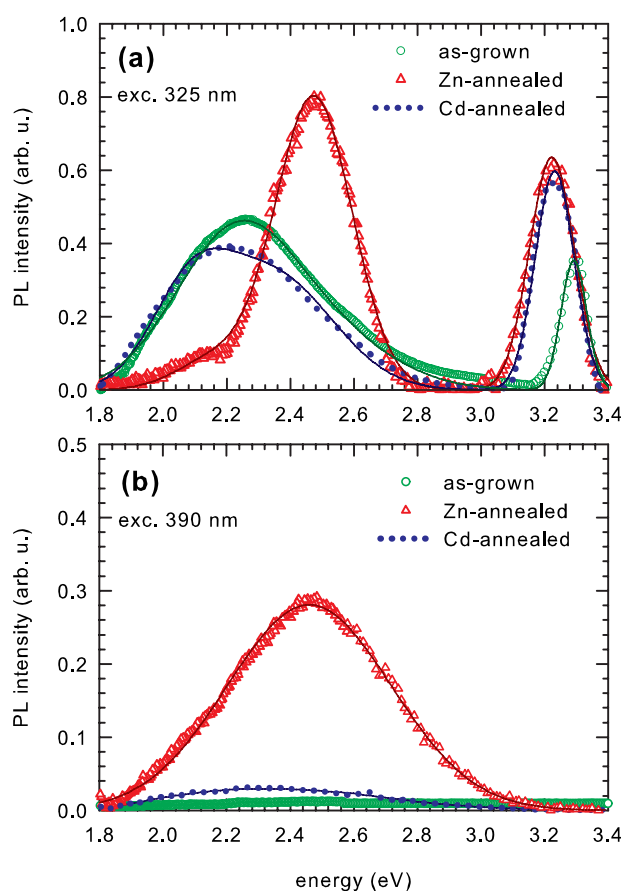 1.0
(a)
as-grown
Zn-annealed
exc. 325 nm
Cd-annealed
0.8
0.6
0.4
0.2
0.0
PL intensity (arb. u.)
1.8 2.0 2.2 2.4 2.6 2.8 3.0 3.2 3.4
0.5
(b)
as-grown
Zn-annealed
exc. 390 nm
Cd-annealed
0.4
0.3
0.2
0.1
0.0
PL intensity (arb. u.)
1.8 2.0 2.2 2.4 2.6 2.8 3.0 3.2 3.4
energy (eV)